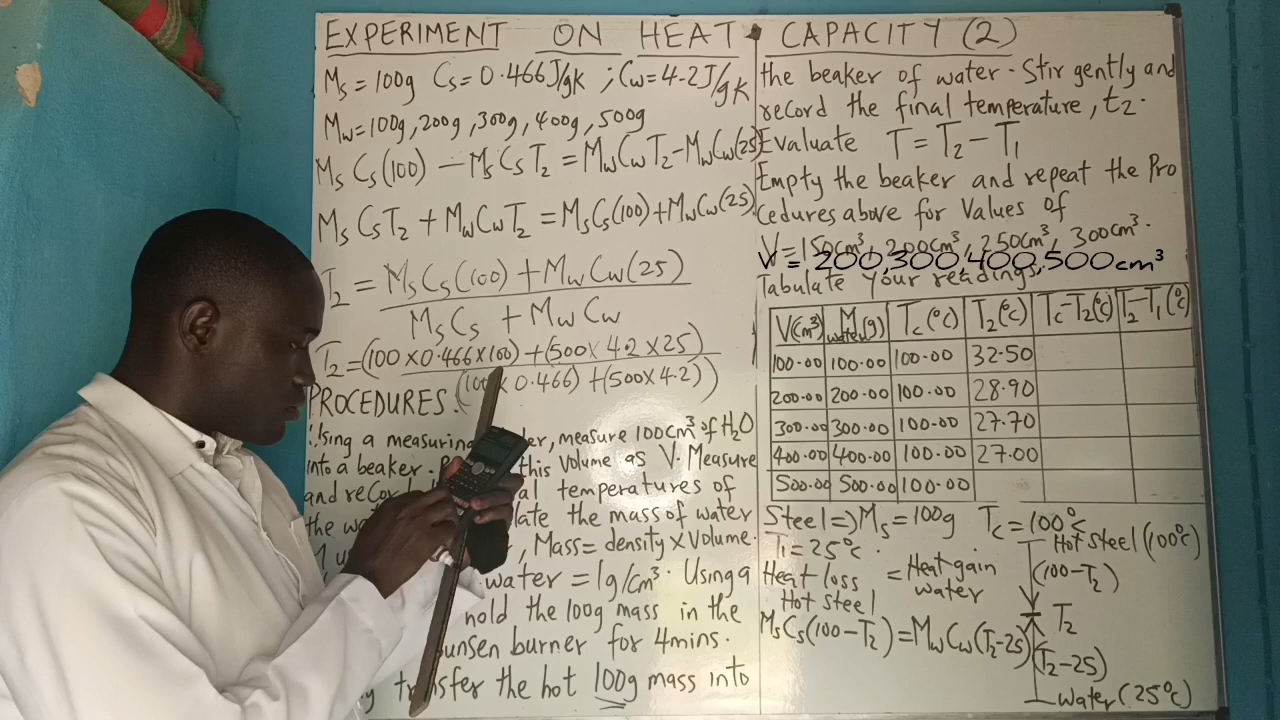 EXPERIMENT ON HEAT CAPACITY (2)
Ms = 100g Cs = 0.466J/gK ; Cw = 4.2J/gK
Mw = 100g, 200g, 300g, 400g, 500g
MsCs(100) - MsCsT2 = MwCwT2 - MwCw(25)
MsCsT2 + MwCwT2 = MsCs(100) + MwCw(25)
T2 = MsCs(100) + MwCw(25)
MsCs + MwCw
T2 = (100 × 0.466 × 100) + (500 × 4.2 × 25)
(100 × 0.466) + (500 × 4.2))
PROCEDURES.
Using a measuring, measure 100cm³ of H2O
into a beaker. this volume as V. Measure
and temperatures of
the the mass of water
, Mass = density × Volume.
water = 1g/cm³. Using a
hold the 100g mass in the
burner for 4mins.
the hot 100g mass into
the beaker of water. Stir gently and
record the final temperature, t2.
Evaluate T = T2 - T1
Empty the beaker and repeat the Pro
cedures above for Values of
V = 150cm³, 200cm³, 250cm³, 300cm³.
V = 200,300,400,500cm³
Tabulate your readings
V(cm³) Mwater(g) Tc(°C) T2(°C) Tc-T2(°C) T2-T1(°C)
100.00 100.00 100.00 32.50
200.00 200.00 100.00 28.90
300.00 300.00 100.00 27.70
400.00 400.00 100.00 27.00
500.00 500.00 100.00
Steel => Ms = 100g Tc = 100°C
T1 = 25°C.
Hot Steel (100°C)
Heat loss = Heat gain
Hot Steel water
(100-T2)
T2
MsCs(100-T2) = MwCw(T2-25)
(T2-25)
Water (25°C)